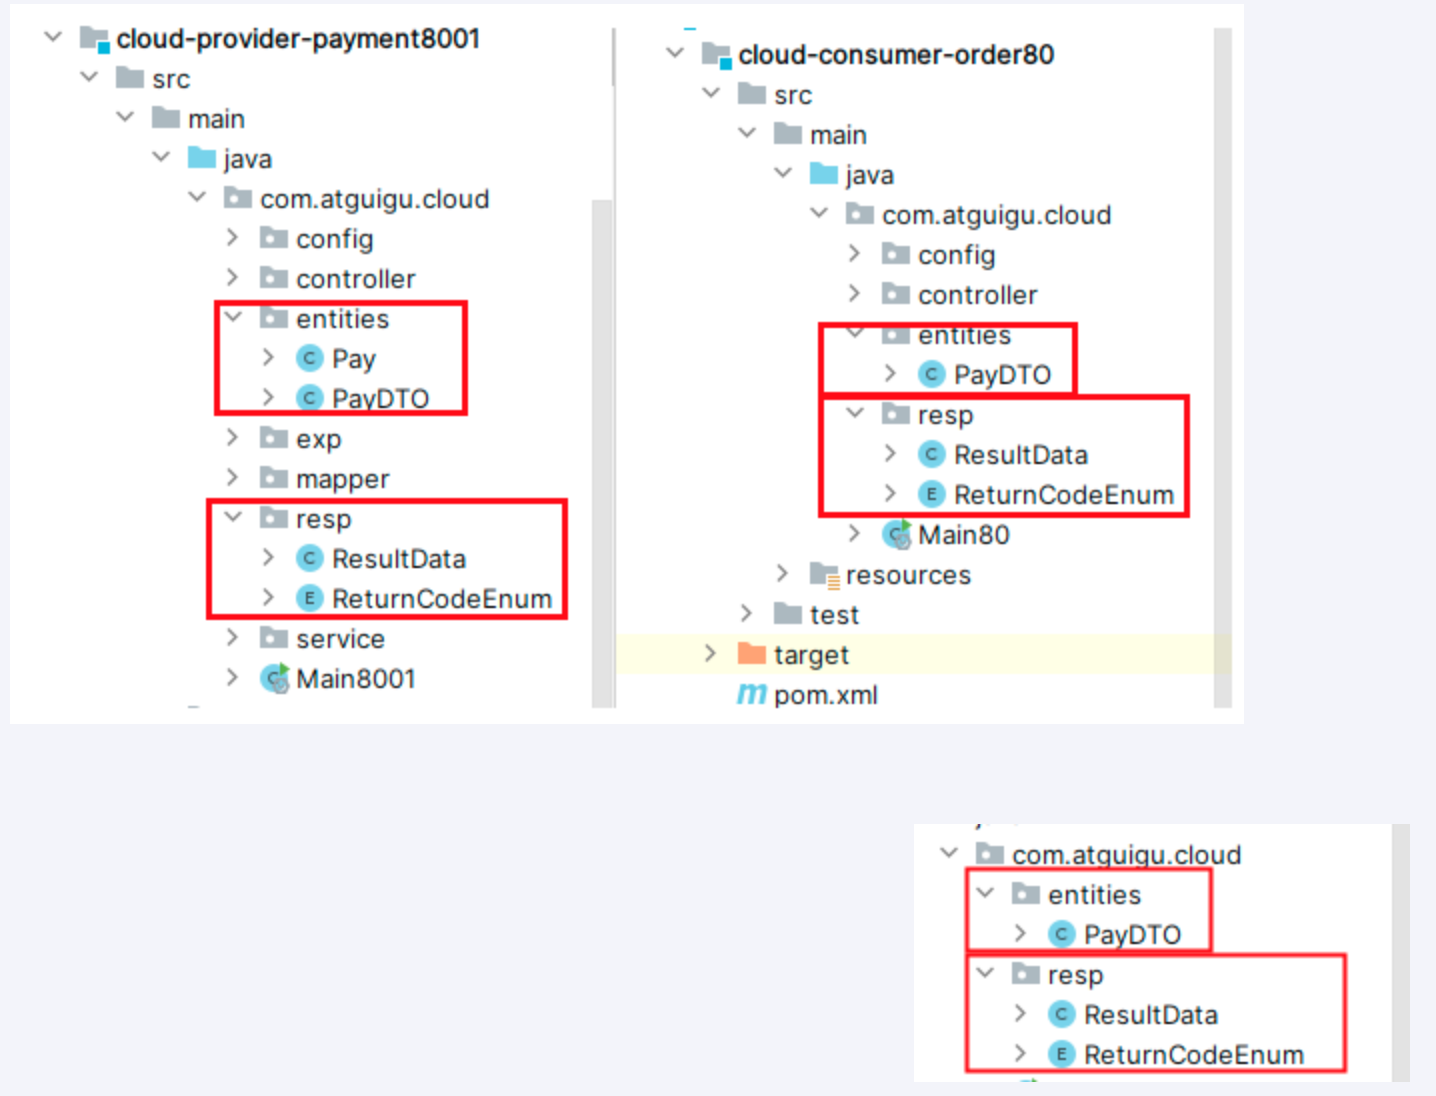 cloud-provider-payment8001
src
main
java
com.atguigu.cloud
config
controller
entities
Pay
PayDTO
exp
mapper
resp
ResultData
ReturnCodeEnum
service
Main8001
cloud-consumer-order80
src
main
java
com.atguigu.cloud
config
controller
entities
PayDTO
resp
ResultData
ReturnCodeEnum
Main80
resources
test
target
pom.xml
com.atguigu.cloud
entities
PayDTO
resp
ResultData
ReturnCodeEnum